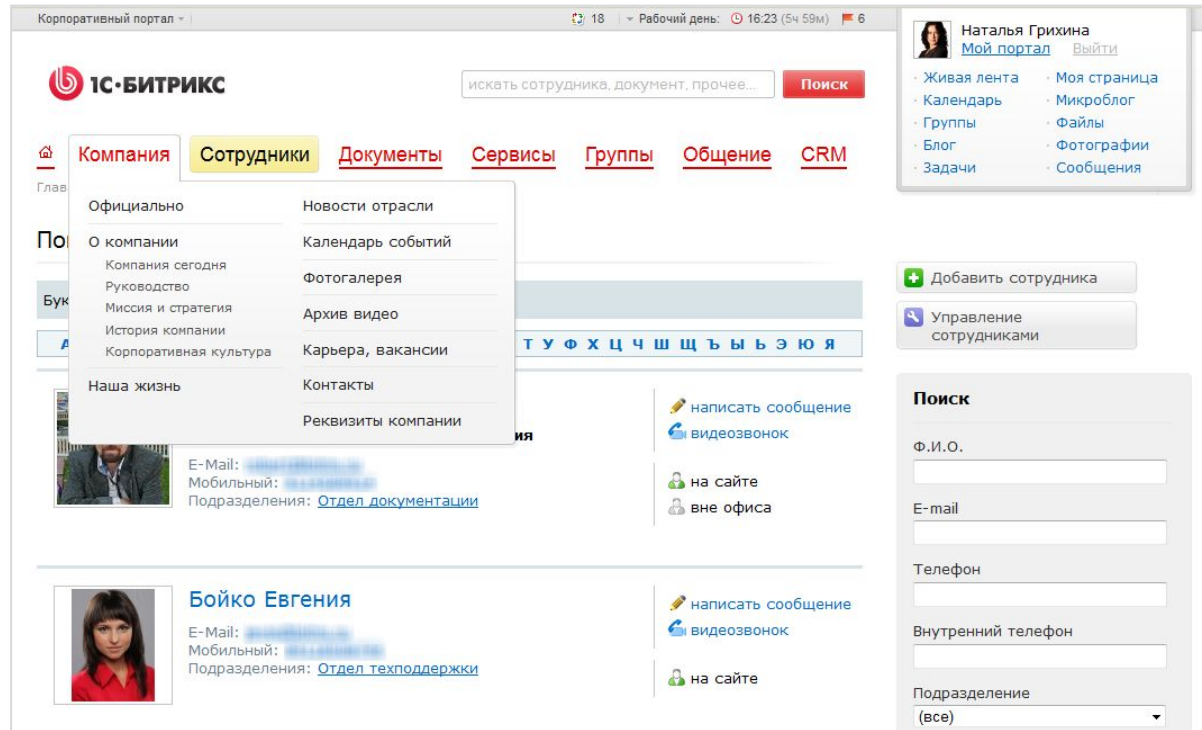 Корпоративный портал
18
Рабочий день: 16:23 (5ч 59м)
6
Наталья Грихина
Мой портал Выйти
Живая лента
Моя страница
Календарь
Микроблог
Группы
Файлы
Блог
Фотографии
Задачи
Сообщения
1С·БИТРИКС
искать сотрудника, документ, прочее...
Поиск
Компания Сотрудники Документы Сервисы Группы Общение CRM
Официально
О компании
Компания сегодня
Руководство
Миссия и стратегия
История компании
Корпоративная культура
Наша жизнь
Новости отрасли
Календарь событий
Фотогалерея
Архив видео
Карьера, вакансии
Контакты
Реквизиты компании
Т У Ф Х Ц Ч Ш Щ Ъ Ы Ь Э Ю Я
E-Mail:
Мобильный:
Подразделения: Отдел документации
написать сообщение
видеозвонок
на сайте
вне офиса
Бойко Евгения
E-Mail:
Мобильный:
Подразделения: Отдел техподдержки
написать сообщение
видеозвонок
на сайте
Добавить сотрудника
Управление
сотрудниками
Поиск
Ф.И.О.
E-mail
Телефон
Внутренний телефон
Подразделение
(все)